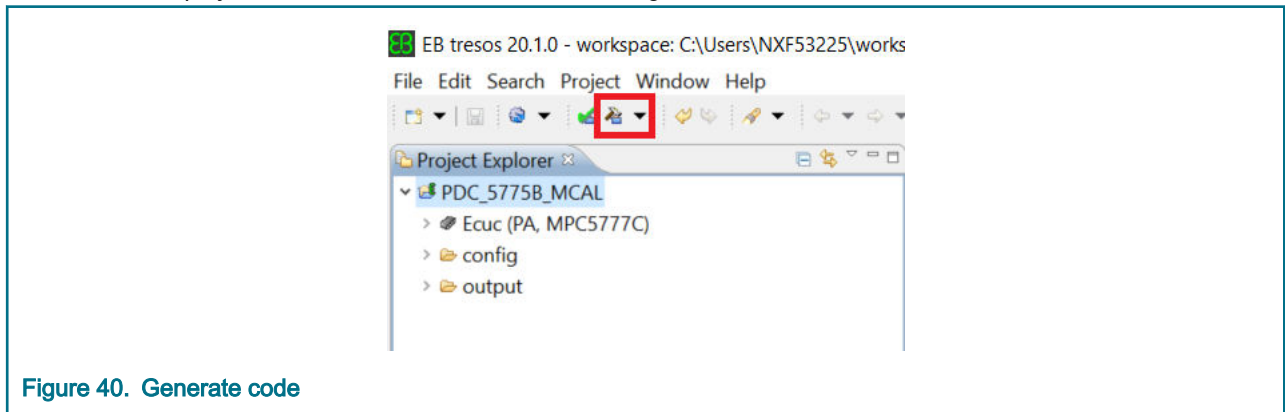 EB tresos 20.1.0 - workspace: C:\Users\NXF53225\works
File Edit Search Project Window Help
Project Explorer
PDC_5775B_MCAL
Ecuc (PA, MPC5777C)
config
output
Figure 40. Generate code